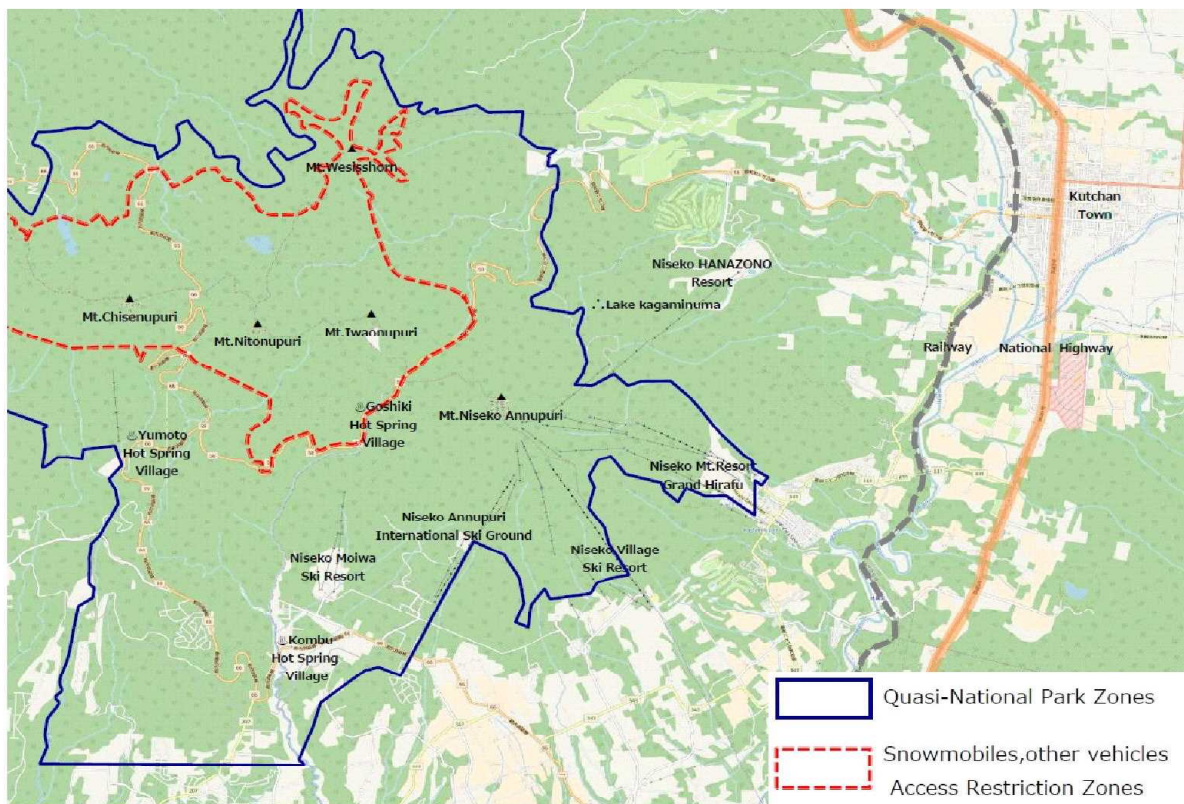 Mt.Wesisshorn
Kutchan
Town
Niseko HANAZONO
Resort
Lake kagaminuma
Mt.Chisenupuri
Mt.Nitonupuri
Mt.Iwaonupuri
Railway
National Highway
Goshiki
Hot Spring
Village
Mt.Niseko Annupuri
Yumoto
Hot Spring
Village
Niseko Mt.Resort
Grand Hirafu
Niseko Annupuri
International Ski Ground
Niseko Village
Ski Resort
Niseko Moiwa
Ski Resort
Kombu
Hot Spring
Village
Quasi-National Park Zones
Snowmobiles,other vehicles
Access Restriction Zones